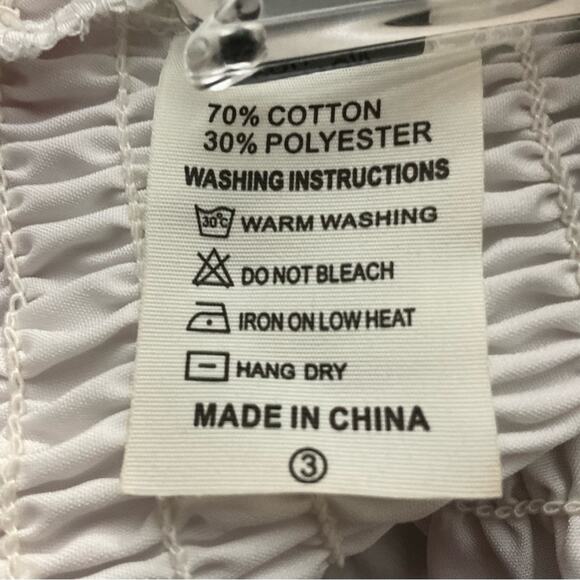 70% COTTON
30% POLYESTER
WASHING INSTRUCTIONS
30℃ WARM WASHING
DO NOT BLEACH
IRON ON LOW HEAT
HANG DRY
MADE IN CHINA
3